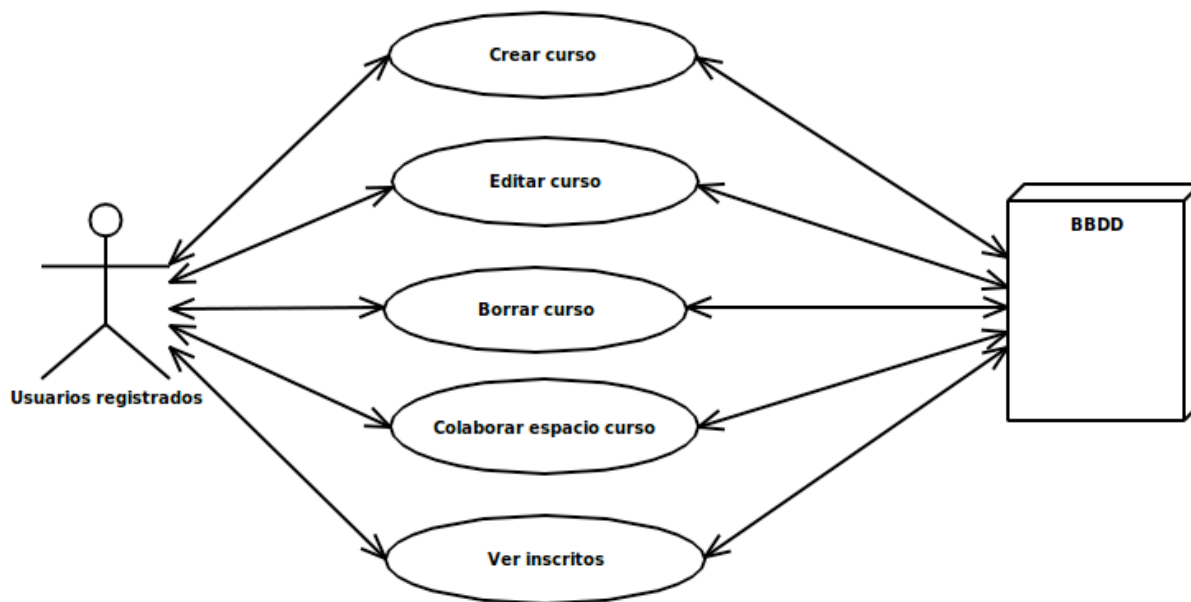 Crear curso
Editar curso
BBDD
Borrar curso
Usuarios registrados
Colaborar espacio curso
Ver inscritos